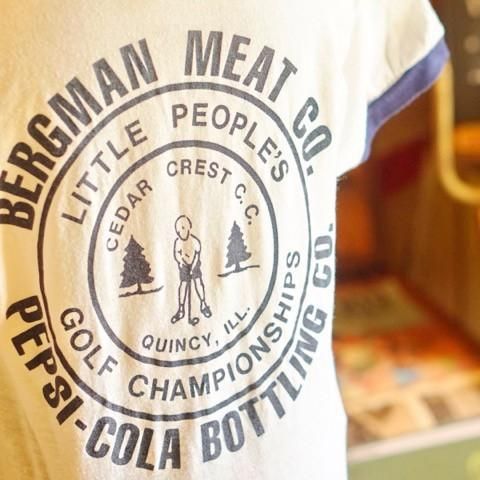 BERGMAN MEAT CO.
LITTLE PEOPLE'S
CEDAR CREST C.C.
QUINCY, ILL.
GOLF CHAMPIONSHIPS
PEPSI-COLA BOTTLING CO.